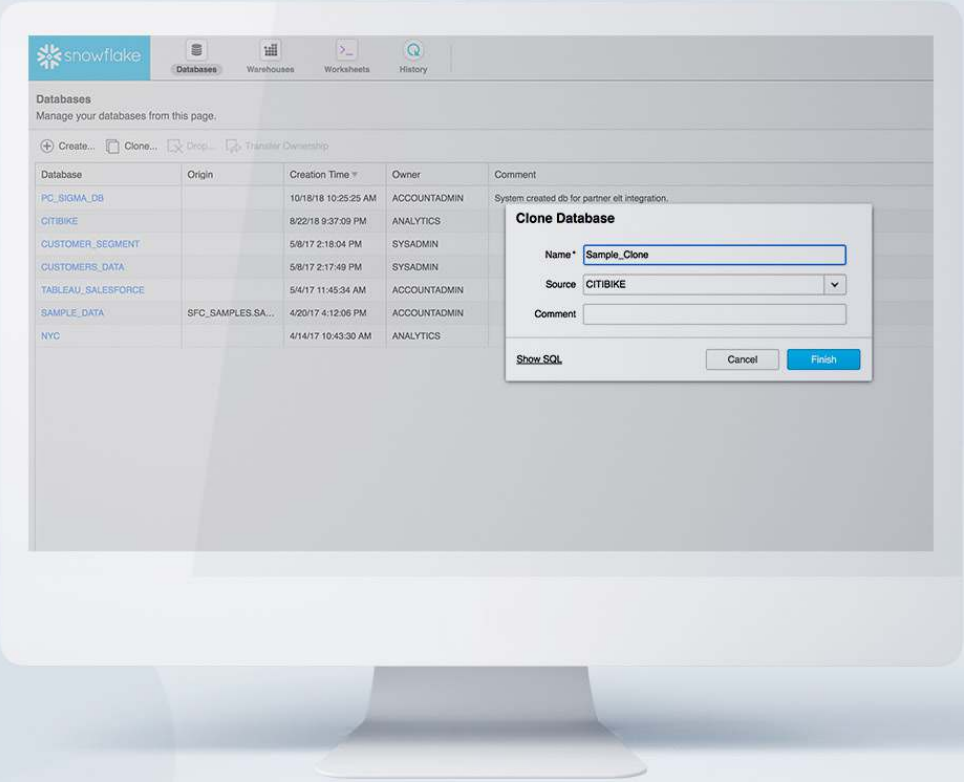 snowflake
Databases Warehouses Worksheets History
Databases
Manage your databases from this page.
Create... Clone... Drop... Transfer Ownership
Database Origin Creation Time Owner Comment
PC_SIGMA_DB 10/18/18 10:25:25 AM ACCOUNTADMIN System created db for partner elt integration.
CITIBIKE 8/22/18 9:37:09 PM ANALYTICS
CUSTOMER_SEGMENT 5/8/17 2:18:04 PM SYSADMIN
CUSTOMERS_DATA 5/8/17 2:17:49 PM SYSADMIN
TABLEAU_SALESFORCE 5/4/17 11:45:34 AM ACCOUNTADMIN
SAMPLE_DATA SFC_SAMPLES.SA... 4/20/17 4:12:06 PM ACCOUNTADMIN
NYC 4/14/17 10:43:30 AM ANALYTICS
Clone Database
Name* Sample_Clone
Source CITIBIKE
Comment
Show SQL Cancel Finish